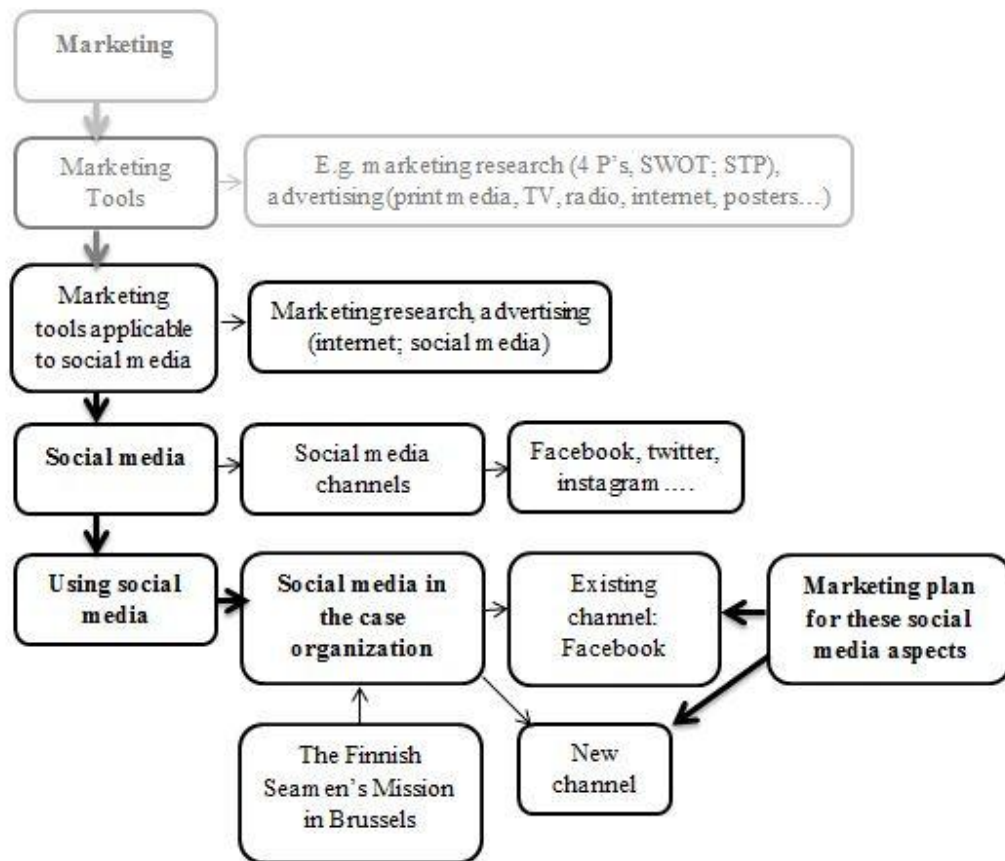 Marketing
Marketing
Tools
E.g. marketing research (4 P's, SWOT; STP),
advertising(print media, TV, radio, internet, posters…)
Marketing
tools applicable
to social media
Marketing research, advertising
(internet; social media)
Social media
Social media
channels
Facebook, twitter,
instagram ….
Using social
media
Social media in
the case
organization
Existing
channel:
Facebook
Marketing plan
for these social
media aspects
The Finnish
Seamen's Mission
in Brussels
New
channel